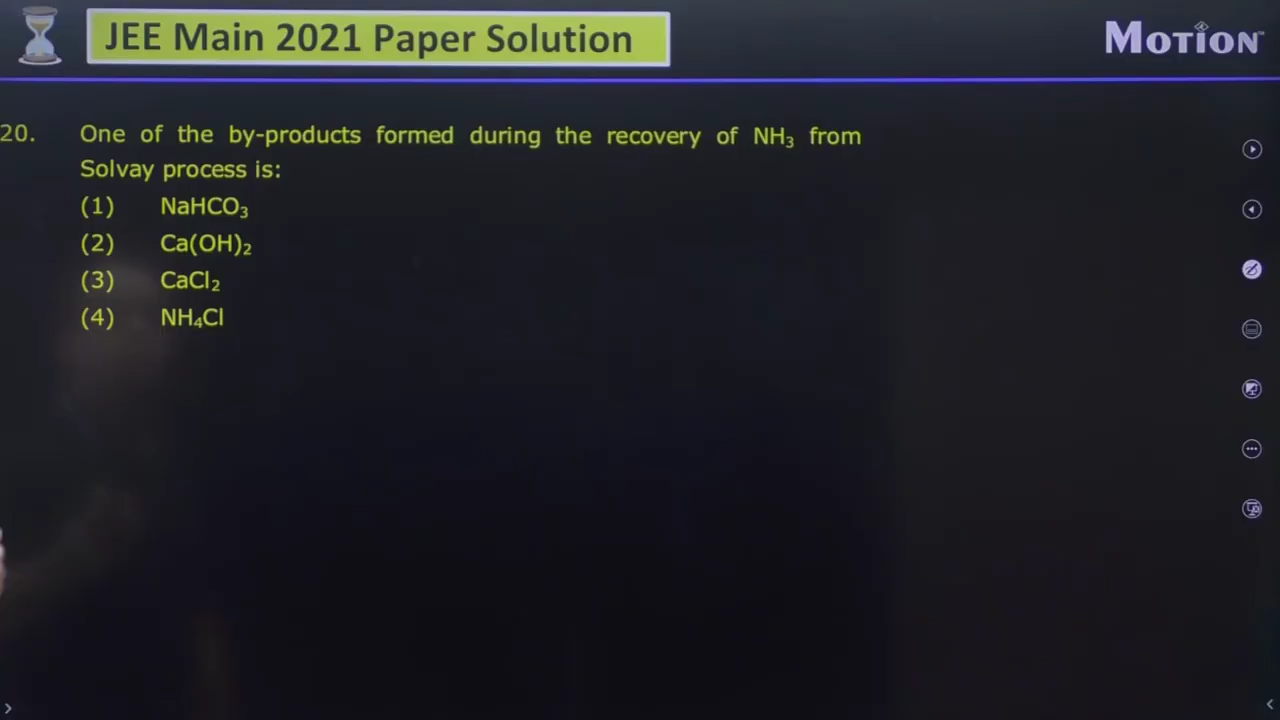 JEE Main 2021 Paper Solution
MOTION
20. One of the by-products formed during the recovery of NH₃ from
Solvay process is:
(1) NaHCO₃
(2) Ca(OH)₂
(3) CaCl₂
(4) NH₄Cl